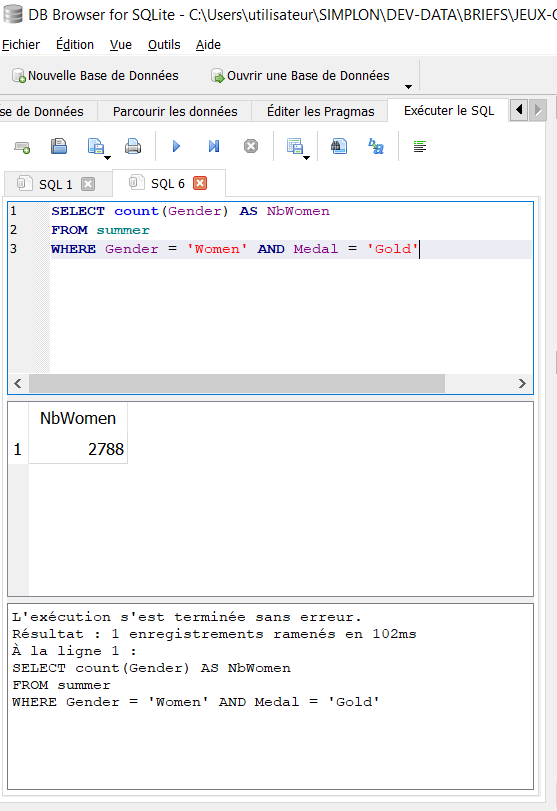 DB Browser for SQLite - C:\Users\utilisateur\SIMPLON\DEV-DATA\BRIEFS\JEUX-
Fichier Édition Vue Outils Aide
Nouvelle Base de Données Ouvrir une Base de Données
se de Données Parcourir les données Éditer les Pragmas Exécuter le SQL
SQL 1 SQL 6
1 SELECT count(Gender) AS NbWomen
2 FROM summer
3 WHERE Gender = 'Women' AND Medal = 'Gold'
NbWomen
1 2788
L'exécution s'est terminée sans erreur.
Résultat : 1 enregistrements ramenés en 102ms
À la ligne 1 :
SELECT count(Gender) AS NbWomen
FROM summer
WHERE Gender = 'Women' AND Medal = 'Gold'